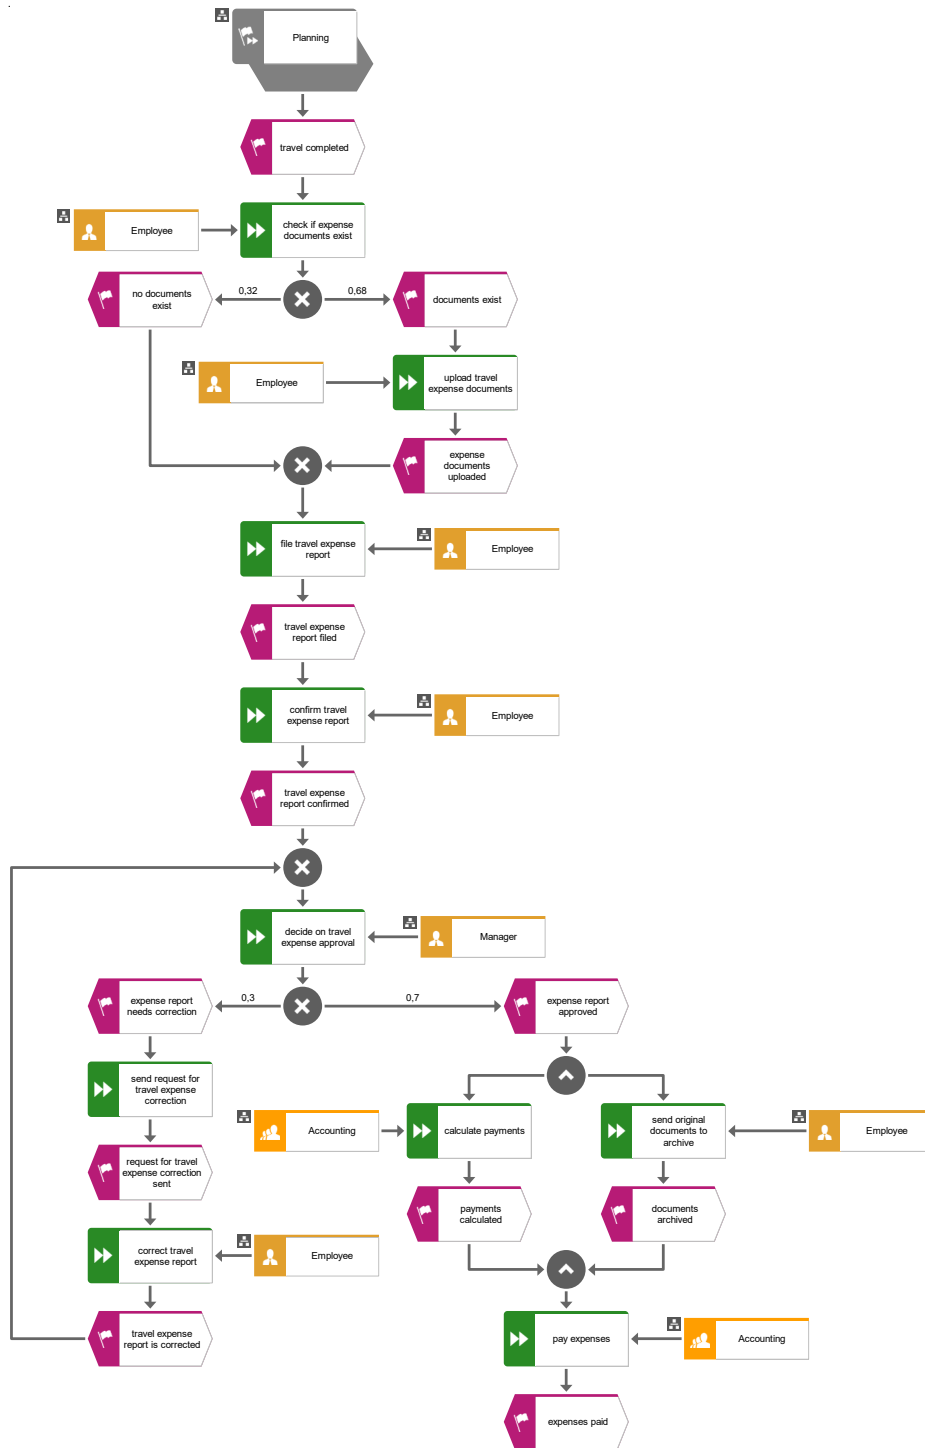 Planning
travel completed
Employee
check if expense
documents exist
no documents
exist
0,32
0,68
documents exist
Employee
upload travel
expense documents
expense
documents
uploaded
file travel expense
report
Employee
travel expense
report filed
confirm travel
expense report
Employee
travel expense
report confirmed
decide on travel
expense approval
Manager
expense report
needs correction
0,3
0,7
expense report
approved
send request for
travel expense
correction
Accounting
calculate payments
send original
documents to
archive
Employee
request for travel
expense correction
sent
payments
calculated
documents
archived
correct travel
expense report
Employee
travel expense
report is corrected
pay expenses
Accounting
expenses paid